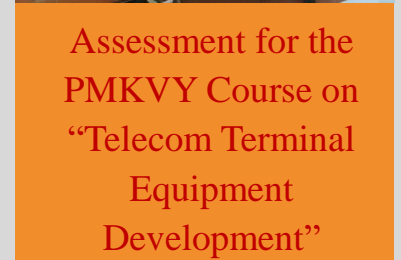 Assessment for the
PMKVY Course on
“Telecom Terminal
Equipment
Development”